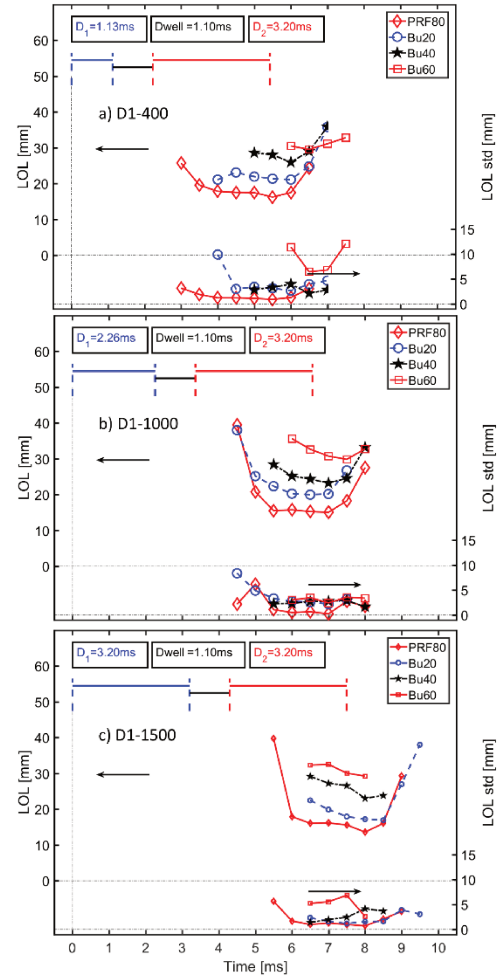 D1=1.13ms Dwell =1.10ms D2=3.20ms
PRF80
Bu20
Bu40
Bu60
a) D1-400
LOL [mm]
60
50
40
30
20
10
0
LOL std [mm]
15
10
5
0
D1=2.26ms Dwell =1.10ms D2=3.20ms
PRF80
Bu20
Bu40
Bu60
b) D1-1000
LOL [mm]
60
50
40
30
20
10
0
LOL std [mm]
15
10
5
0
D1=3.20ms Dwell =1.10ms D2=3.20ms
PRF80
Bu20
Bu40
Bu60
c) D1-1500
LOL [mm]
60
50
40
30
20
10
0
LOL std [mm]
15
10
5
0
0 1 2 3 4 5 6 7 8 9 10
Time [ms]